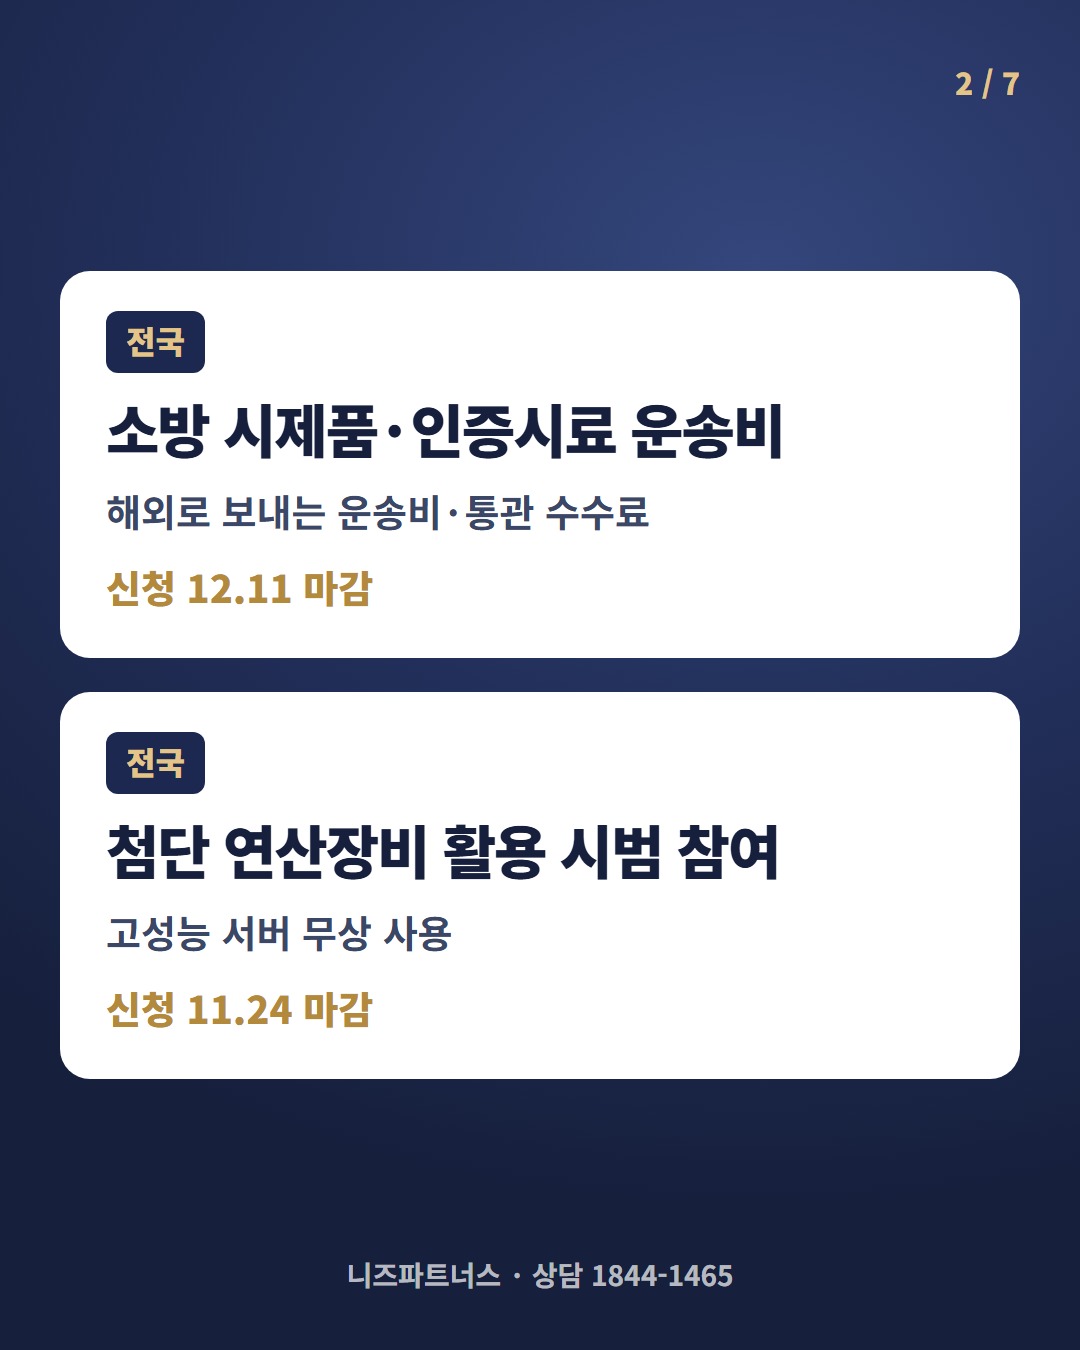 2 / 7
전국
소방 시제품·인증시료 운송비
해외로 보내는 운송비·통관 수수료
신청 12.11 마감
전국
첨단 연산장비 활용 시범 참여
고성능 서버 무상 사용
신청 11.24 마감
니즈파트너스 · 상담 1844-1465